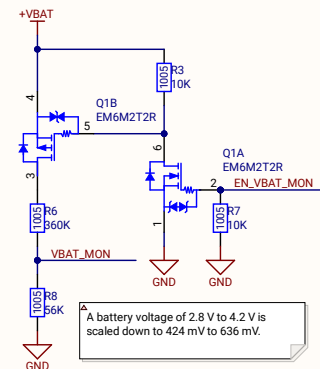 +VBAT
R3
1005
10K
4
Q1B
EM6M2T2R
5
6
Q1A
EM6M2T2R
2
EN_VBAT_MON
3
1
R6
1005
360K
R7
1005
10K
VBAT_MON
GND
GND
R8
1005
56K
A battery voltage of 2.8 V to 4.2 V is
scaled down to 424 mV to 636 mV.
GND